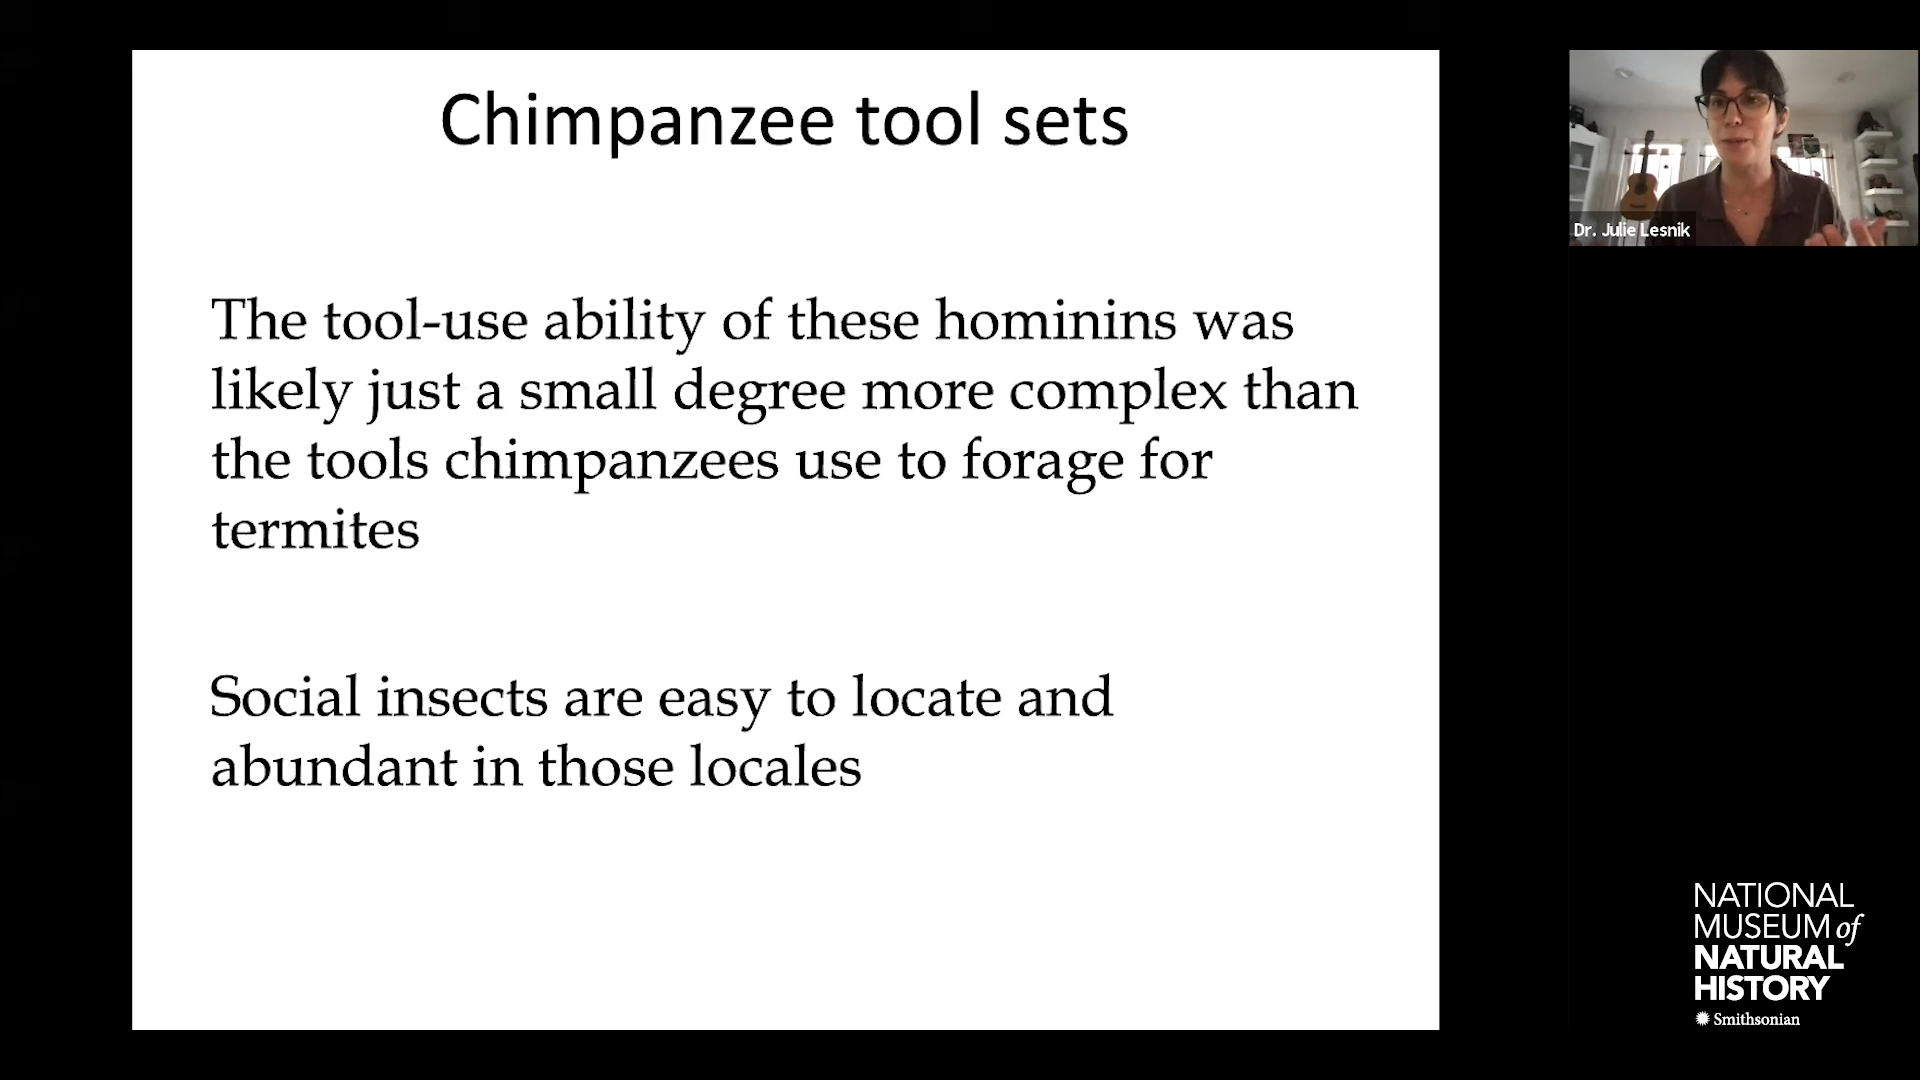 Chimpanzee tool sets
The tool-use ability of these hominins was
likely just a small degree more complex than
the tools chimpanzees use to forage for
termites
Social insects are easy to locate and
abundant in those locales
Dr. Julie Lesnik
NATIONAL
MUSEUM of
NATURAL
HISTORY
Smithsonian